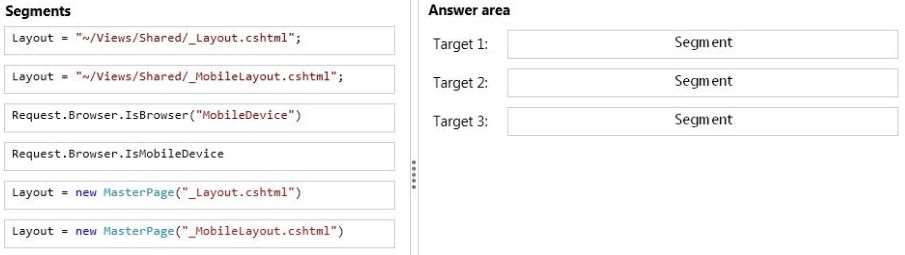 Segments
Layout = "~/Views/Shared/_Layout.cshtml";
Layout = "~/Views/Shared/_MobileLayout.cshtml";
Request.Browser.IsBrowser("MobileDevice")
Request.Browser.IsMobileDevice
Layout = new MasterPage("_Layout.cshtml")
Layout = new MasterPage("_MobileLayout.cshtml")
Answer area
Target 1: Segment
Target 2: Segment
Target 3: Segment